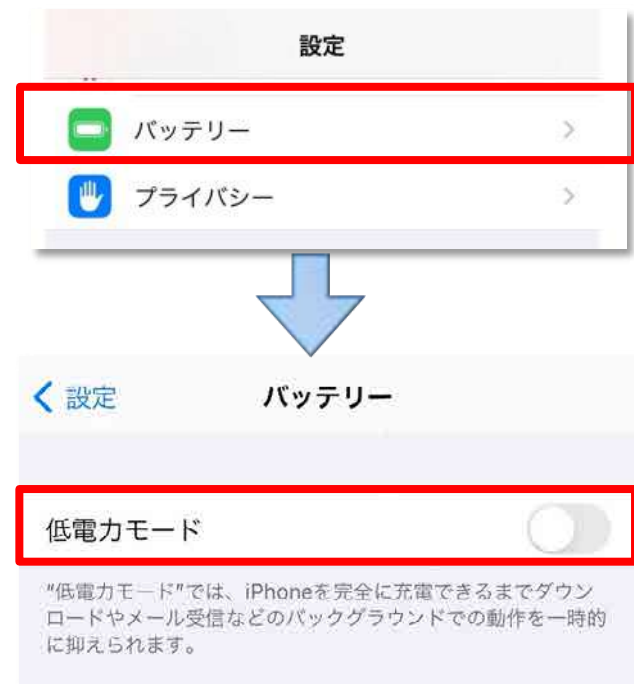 設定
バッテリー
プライバシー
設定
バッテリー
低電力モード
"低電力モード"では、iPhoneを完全に充電できるまでダウン
ロードやメール受信などのバックグラウンドでの動作を一時的
に抑えられます。